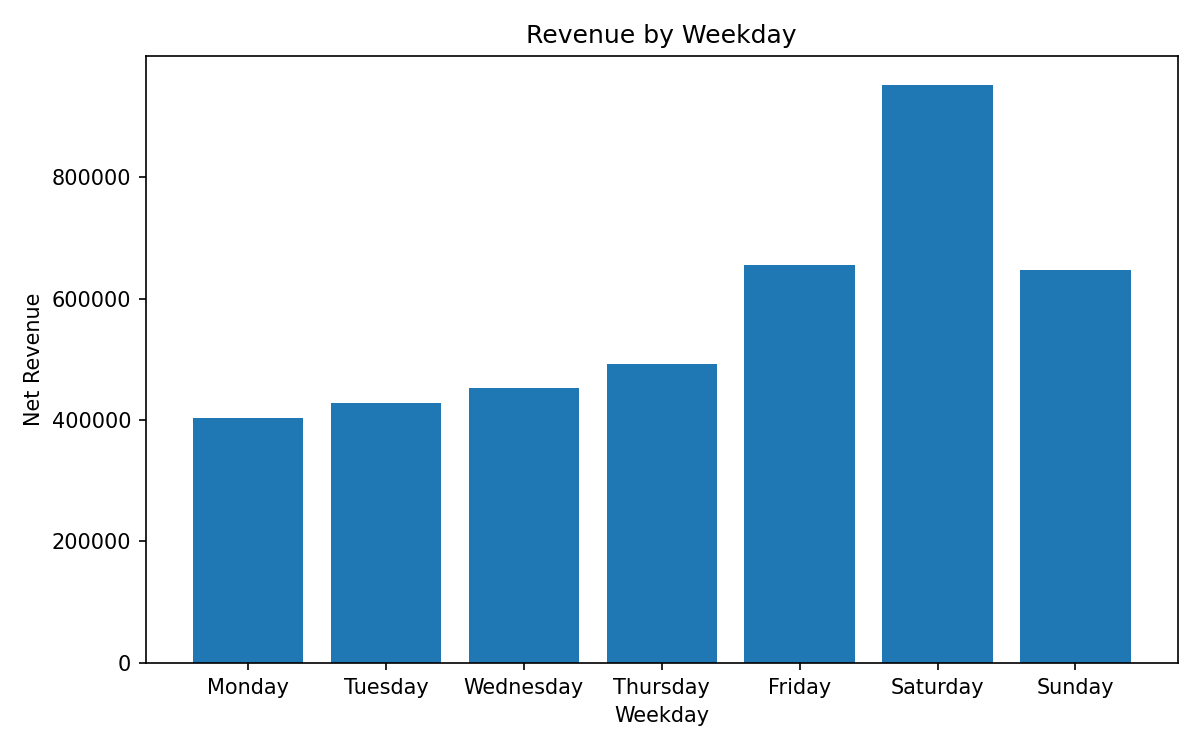 Revenue by Weekday
Net Revenue
800000
600000
400000
200000
0
Monday Tuesday Wednesday Thursday Friday Saturday Sunday
Weekday